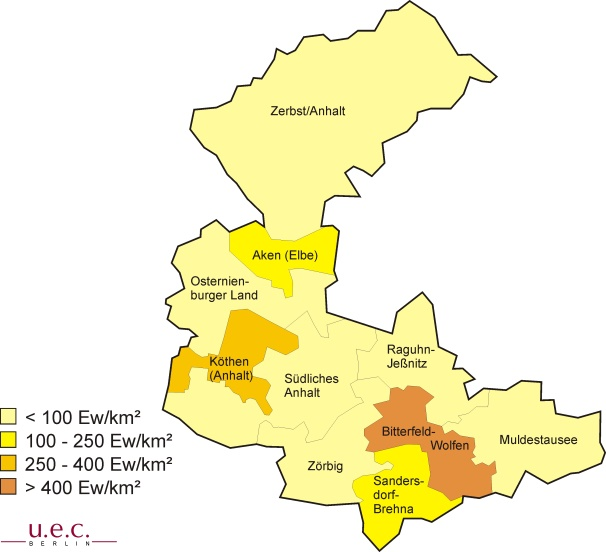 Zerbst/Anhalt
Aken (Elbe)
Osternien-
burger Land
Raguhn-
Jeßnitz
Köthen
(Anhalt)
Südliches
Anhalt
Bitterfeld-
Wolfen
Muldestausee
Zörbig
Sanders-
dorf-
Brehna
< 100 Ew/km²
100 - 250 Ew/km²
250 - 400 Ew/km²
> 400 Ew/km²
u.e.c.
BERLIN